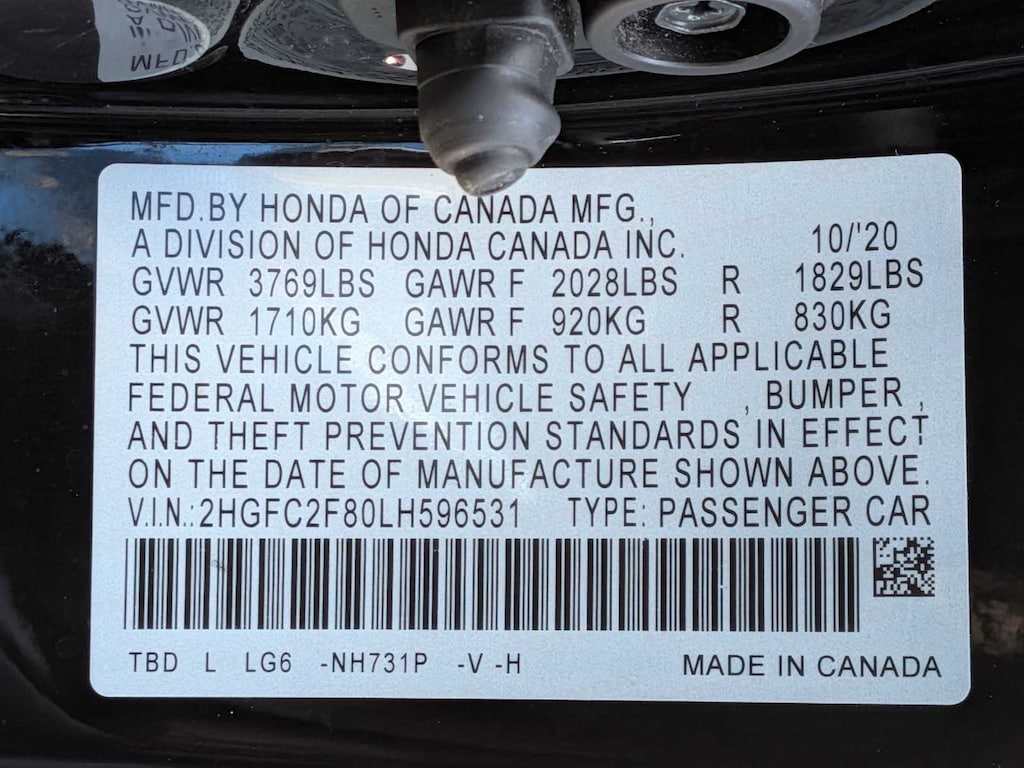 MFD.
MFD.BY HONDA OF CANADA MFG.,
A DIVISION OF HONDA CANADA INC. 10/'20
GVWR 3769LBS GAWR F 2028LBS R 1829LBS
GVWR 1710KG GAWR F 920KG R 830KG
THIS VEHICLE CONFORMS TO ALL APPLICABLE
FEDERAL MOTOR VEHICLE SAFETY , BUMPER ,
AND THEFT PREVENTION STANDARDS IN EFFECT
ON THE DATE OF MANUFACTURE SHOWN ABOVE.
V.I.N.:2HGFC2F80LH596531 TYPE: PASSENGER CAR
TBD L LG6 -NH731P -V -H MADE IN CANADA